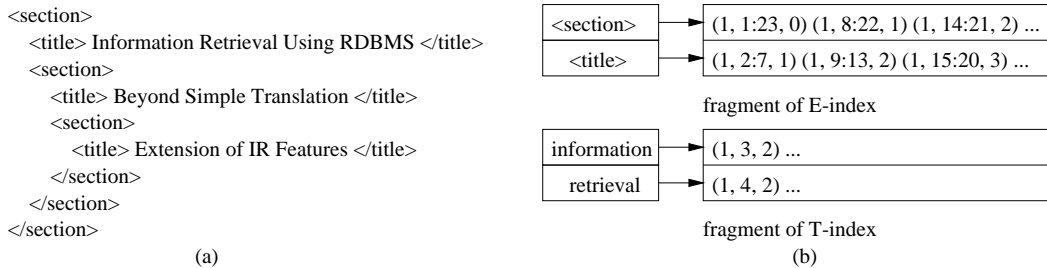 <section>
<title> Information Retrieval Using RDBMS </title>
<section>
<title> Beyond Simple Translation </title>
<section>
<title> Extension of IR Features </title>
</section>
</section>
</section>
(a)
<section> (1, 1:23, 0) (1, 8:22, 1) (1, 14:21, 2) ...
<title> (1, 2:7, 1) (1, 9:13, 2) (1, 15:20, 3) ...
fragment of E-index
information (1, 3, 2) ...
retrieval (1, 4, 2) ...
fragment of T-index
(b)